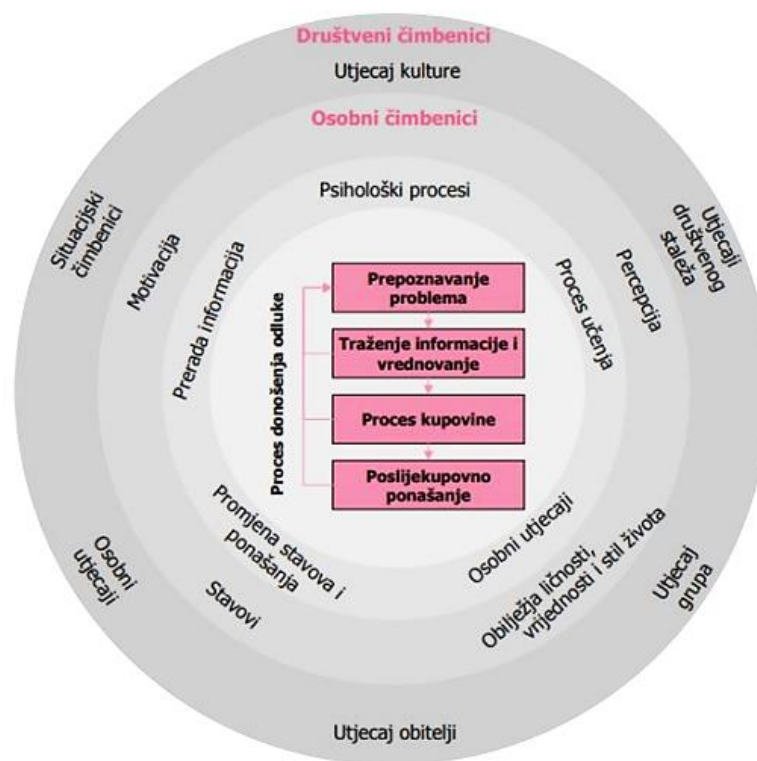 Društveni čimbenici
Utjecaj kulture
Osobni čimbenici
Psihološki procesi
Situacijski
čimbenici
Motivacija
Prerada informacija
Proces donošenja odluke
Prepoznavanje
problema
Traženje informacije i
vrednovanje
Proces kupovine
Poslijekupovno
ponašanje
Proces učenja
Percepcija
Utjecaji
društvenog
staleža
Promjena stavova i
ponašanja
Osobni utjecaji
Osobni
utjecaji
Stavovi
Obilježja ličnosti,
vrijednosti i stil života
Utjecaj
grupa
Utjecaj obitelji